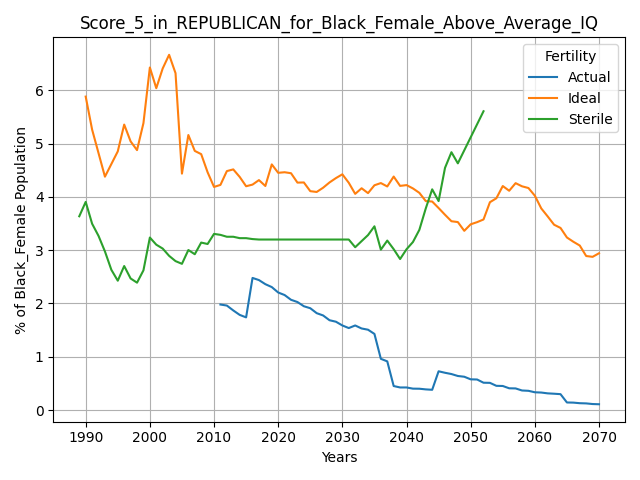 Score_5_in_REPUBLICAN_for_Black_Female_Above_Average_IQ
Fertility
Actual
Ideal
Sterile
% of Black_Female Population
6
5
4
3
2
1
0
1990 2000 2010 2020 2030 2040 2050 2060 2070
Years